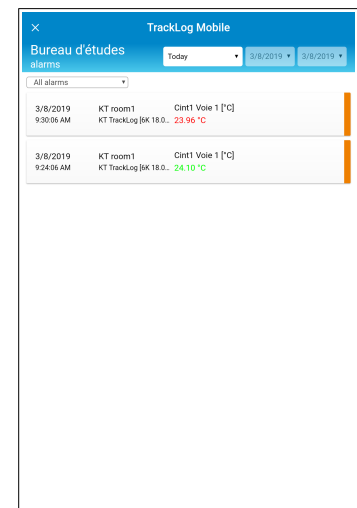 × TrackLog Mobile
Bureau d'études
alarms
Today 3/8/2019 3/8/2019
All alarms
3/8/2019 KT room1 Cint1 Voie 1 [°C]
9:30:06 AM KT TrackLog [6K 18.0... 23.96 °C
3/8/2019 KT room1 Cint1 Voie 1 [°C]
9:24:06 AM KT TrackLog [6K 18.0... 24.10 °C